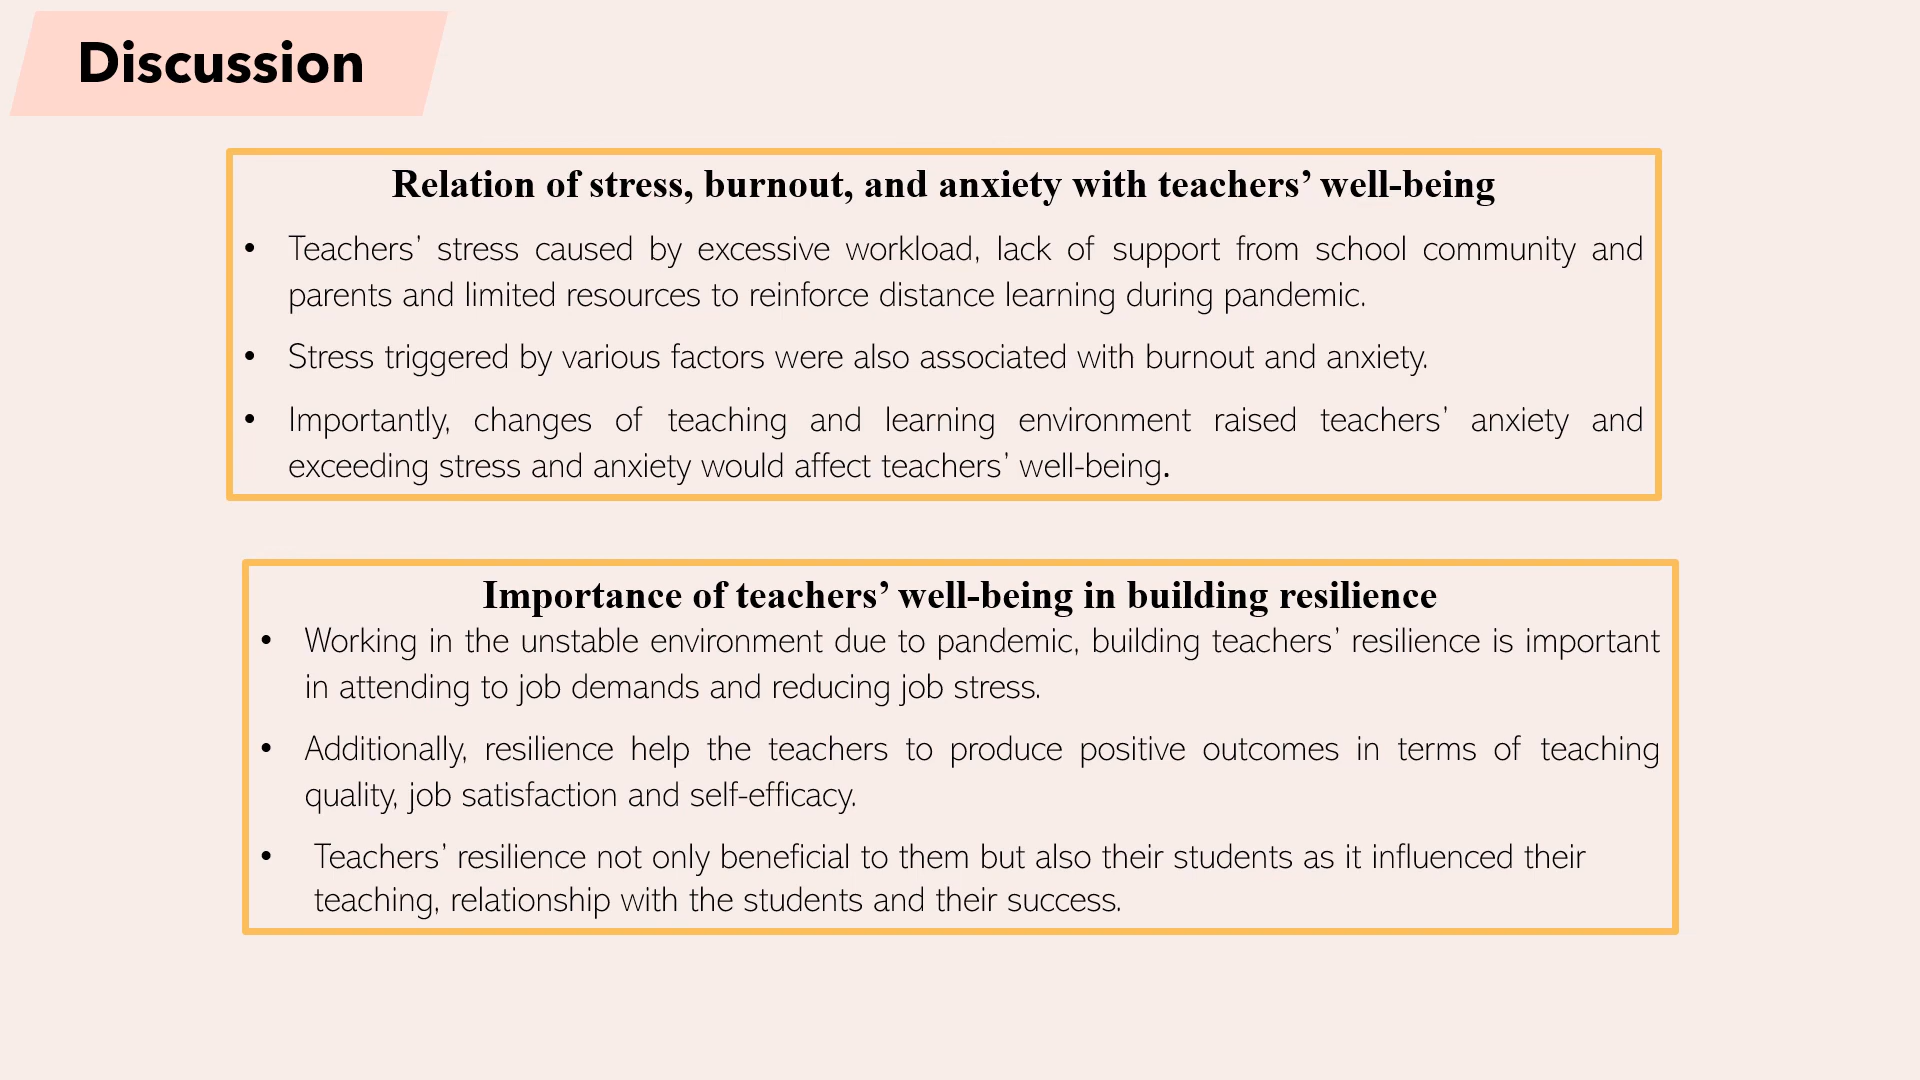 Discussion
Relation of stress, burnout, and anxiety with teachers’ well-being
• Teachers’ stress caused by excessive workload, lack of support from school community and
parents and limited resources to reinforce distance learning during pandemic.
• Stress triggered by various factors were also associated with burnout and anxiety.
• Importantly, changes of teaching and learning environment raised teachers’ anxiety and
exceeding stress and anxiety would affect teachers’ well-being.
Importance of teachers’ well-being in building resilience
• Working in the unstable environment due to pandemic, building teachers’ resilience is important
in attending to job demands and reducing job stress.
• Additionally, resilience help the teachers to produce positive outcomes in terms of teaching
quality, job satisfaction and self-efficacy.
• Teachers’ resilience not only beneficial to them but also their students as it influenced their
teaching, relationship with the students and their success.